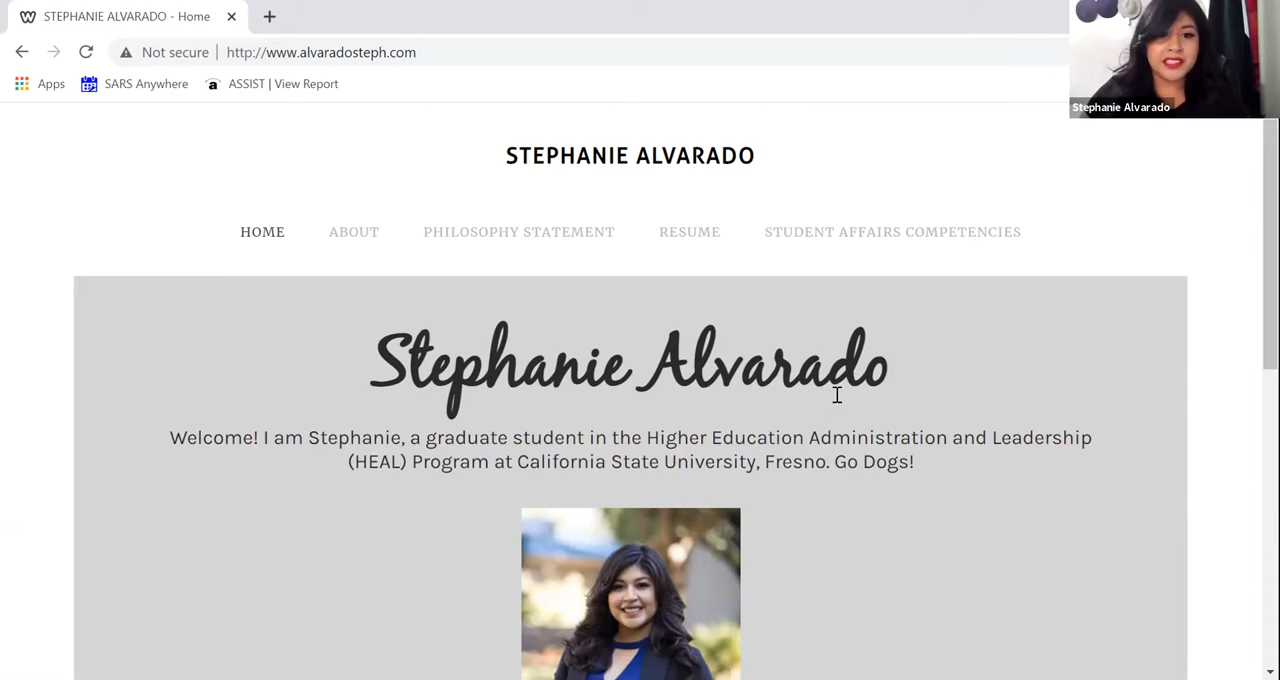 STEPHANIE ALVARADO - Home
Not secure | http://www.alvaradosteph.com
Apps SARS Anywhere ASSIST | View Report
Stephanie Alvarado
STEPHANIE ALVARADO
HOME ABOUT PHILOSOPHY STATEMENT RESUME STUDENT AFFAIRS COMPETENCIES
Stephanie Alvarado
Welcome! I am Stephanie, a graduate student in the Higher Education Administration and Leadership
(HEAL) Program at California State University, Fresno. Go Dogs!